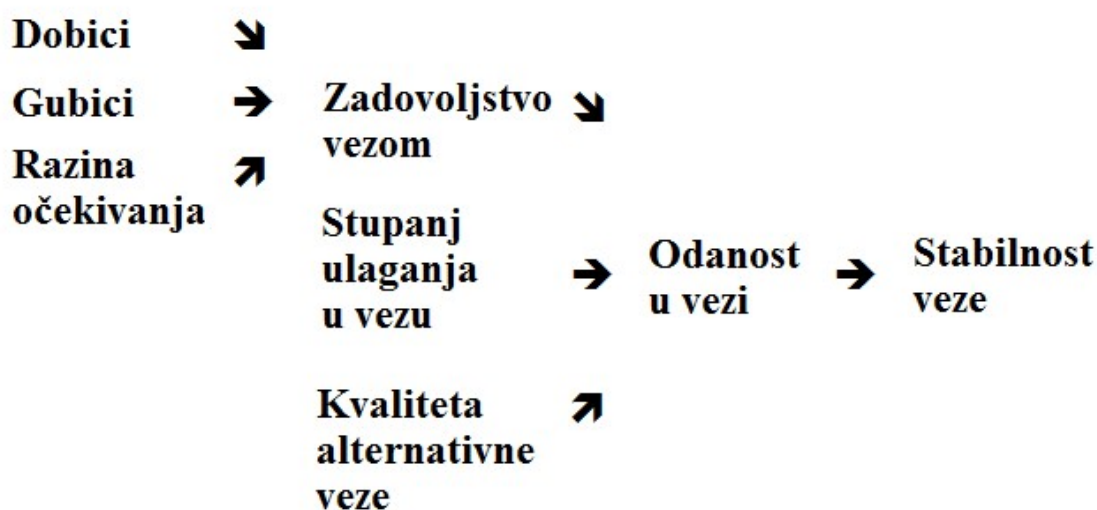 Dobici
Gubici
Razina
očekivanja
Zadovoljstvo
vezom
Stupanj
ulaganja
u vezu
Kvaliteta
alternativne
veze
Odanost
u vezi
Stabilnost
veze